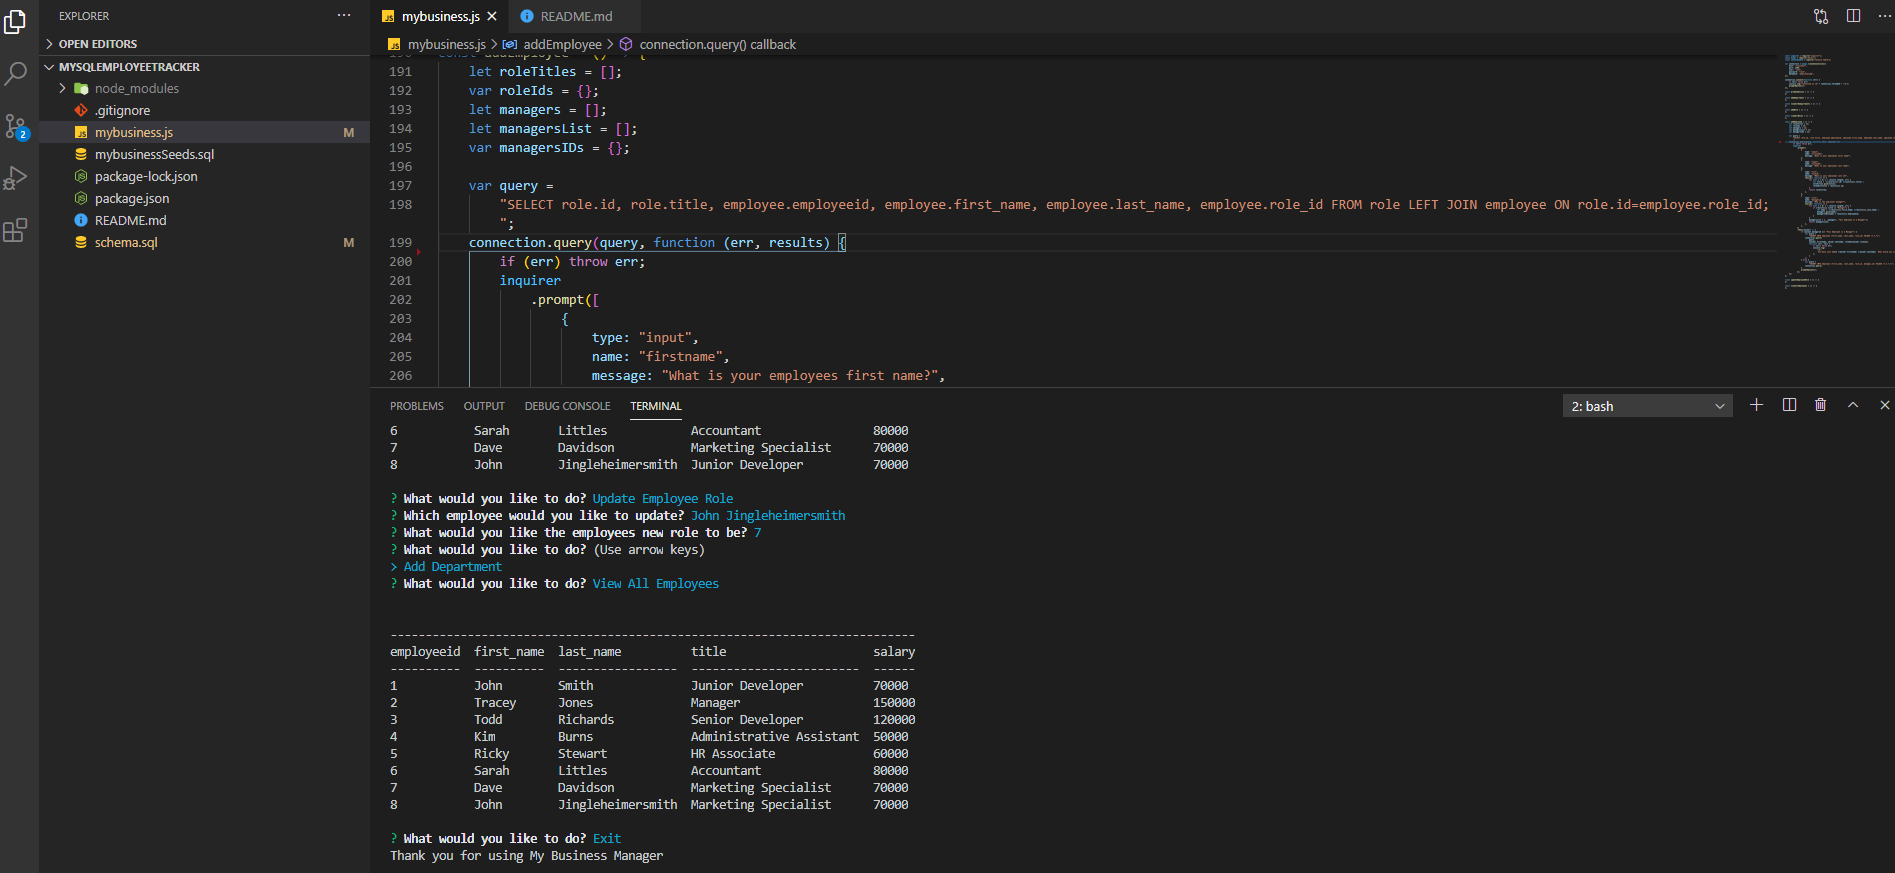 EXPLORER ···
OPEN EDITORS
MYSQLEMPLOYEETRACKER
node_modules
.gitignore
mybusiness.js M
mybusinessSeeds.sql
package-lock.json
package.json
README.md
schema.sql M
2
mybusiness.js README.md
mybusiness.js > addEmployee > connection.query() callback
191 let roleTitles = [];
192 var roleIds = {};
193 let managers = [];
194 let managersList = [];
195 var managersIDs = {};
196
197 var query =
198 "SELECT role.id, role.title, employee.employeeid, employee.first_name, employee.last_name, employee.role_id FROM role LEFT JOIN employee ON role.id=employee.role_id;
";
199 connection.query(query, function (err, results) {
200 if (err) throw err;
201 inquirer
202 .prompt([
203 {
204 type: "input",
205 name: "firstname",
206 message: "What is your employees first name?",
PROBLEMS OUTPUT DEBUG CONSOLE TERMINAL 2: bash
6 Sarah Littles Accountant 80000
7 Dave Davidson Marketing Specialist 70000
8 John Jingleheimersmith Junior Developer 70000
? What would you like to do? Update Employee Role
? Which employee would you like to update? John Jingleheimersmith
? What would you like the employees new role to be? 7
? What would you like to do? (Use arrow keys)
> Add Department
? What would you like to do? View All Employees
---------------------------------------------------------------------------
employeeid first_name last_name title salary
---------- ---------- ----------------- ------------------------ ------
1 John Smith Junior Developer 70000
2 Tracey Jones Manager 150000
3 Todd Richards Senior Developer 120000
4 Kim Burns Administrative Assistant 50000
5 Ricky Stewart HR Associate 60000
6 Sarah Littles Accountant 80000
7 Dave Davidson Marketing Specialist 70000
8 John Jingleheimersmith Marketing Specialist 70000
? What would you like to do? Exit
Thank you for using My Business Manager